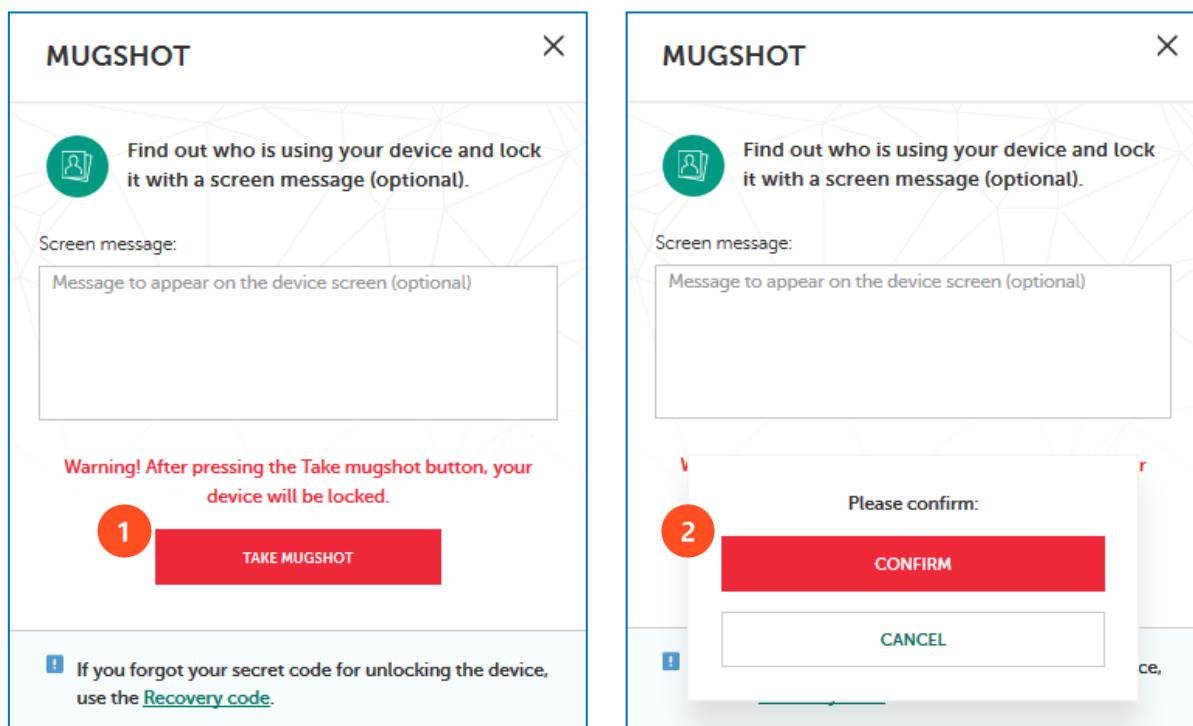 MUGSHOT
Find out who is using your device and lock
it with a screen message (optional).
Screen message:
Message to appear on the device screen (optional)
Warning! After pressing the Take mugshot button, your
device will be locked.
1
TAKE MUGSHOT
If you forgot your secret code for unlocking the device,
use the Recovery code.
MUGSHOT
Find out who is using your device and lock
it with a screen message (optional).
Screen message:
Message to appear on the device screen (optional)
Please confirm:
2
CONFIRM
CANCEL